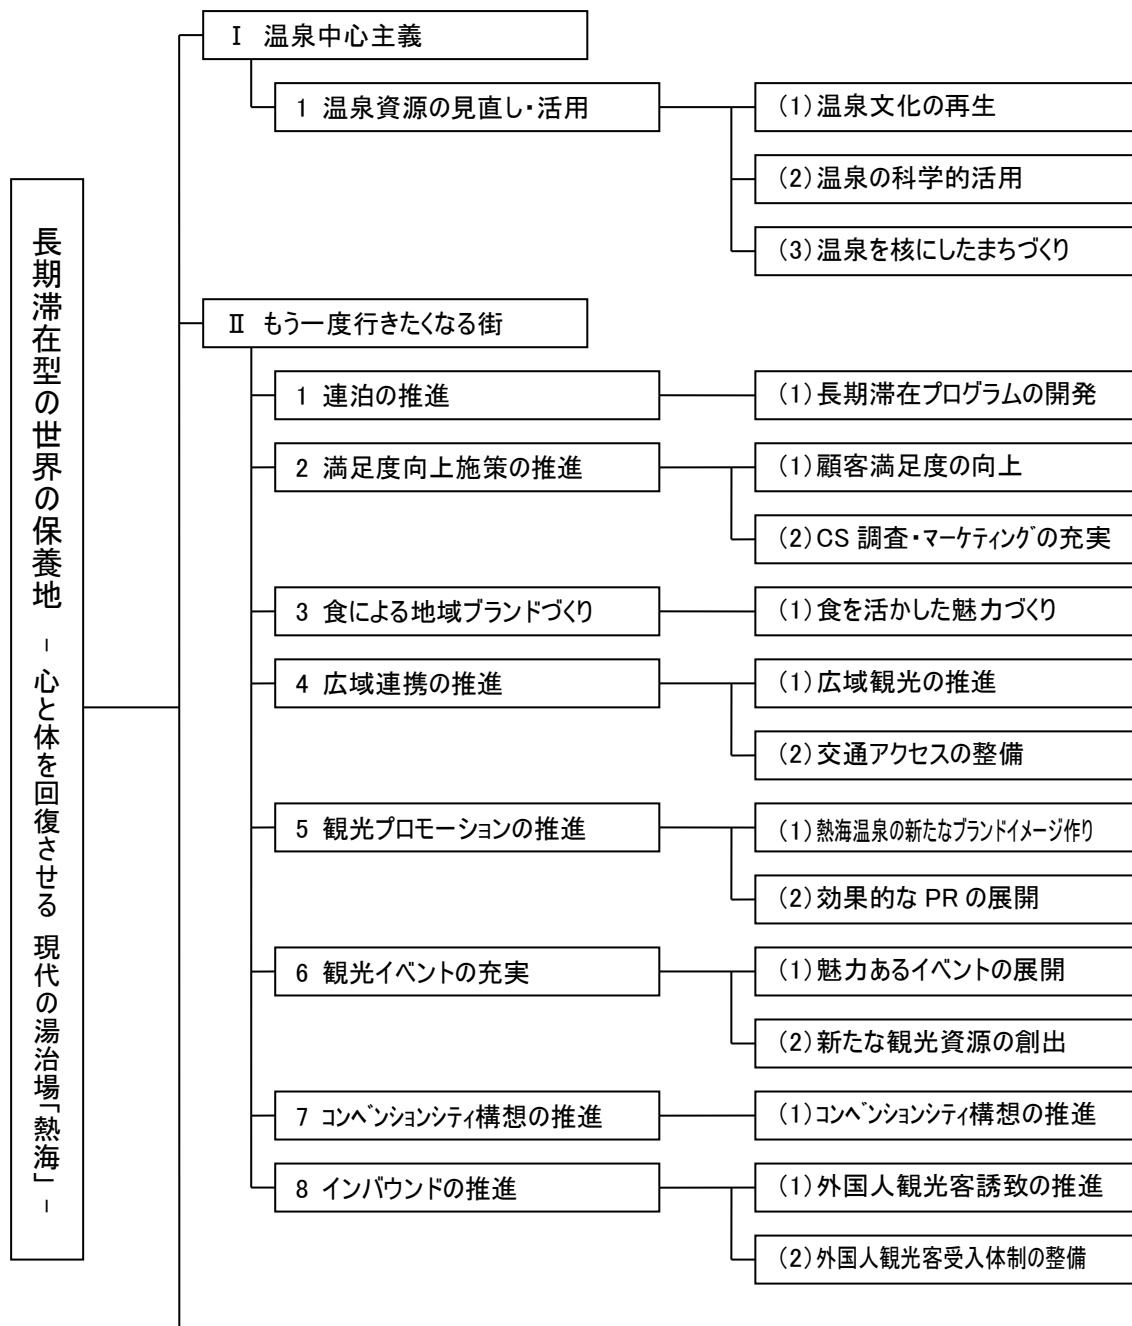 長期滞在型の世界の保養地 - 心と体を回復させる 現代の湯治場「熱海」 -
Ⅰ 温泉中心主義
1 温泉資源の見直し・活用
(1)温泉文化の再生
(2)温泉の科学的活用
(3)温泉を核にしたまちづくり
Ⅱ もう一度行きたくなる街
1 連泊の推進
(1)長期滞在プログラムの開発
2 満足度向上施策の推進
(1)顧客満足度の向上
(2)CS 調査・マーケティングの充実
3 食による地域ブランドづくり
(1)食を活かした魅力づくり
4 広域連携の推進
(1)広域観光の推進
(2)交通アクセスの整備
5 観光プロモーションの推進
(1)熱海温泉の新たなブランドイメージ作り
(2)効果的な PR の展開
6 観光イベントの充実
(1)魅力あるイベントの展開
(2)新たな観光資源の創出
7 コンベンションシティ構想の推進
(1)コンベンションシティ構想の推進
8 インバウンドの推進
(1)外国人観光客誘致の推進
(2)外国人観光客受入体制の整備